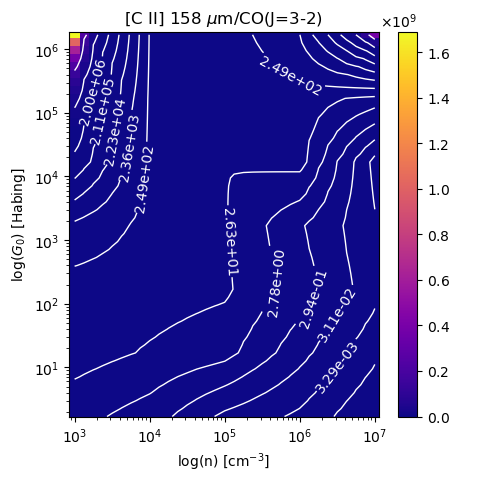 [C II] 158 μm/CO(J=3-2)
×10⁹
log(G₀) [Habing]
10⁶
10⁵
10⁴
10³
10²
10¹
2.49e+02
2.00e+06
2.11e+05
2.23e+04
2.36e+03
2.49e+02
2.63e+01
2.78e+00
2.94e-01
3.11e-02
3.29e-03
10³ 10⁴ 10⁵ 10⁶ 10⁷
log(n) [cm⁻³]
1.6
1.4
1.2
1.0
0.8
0.6
0.4
0.2
0.0